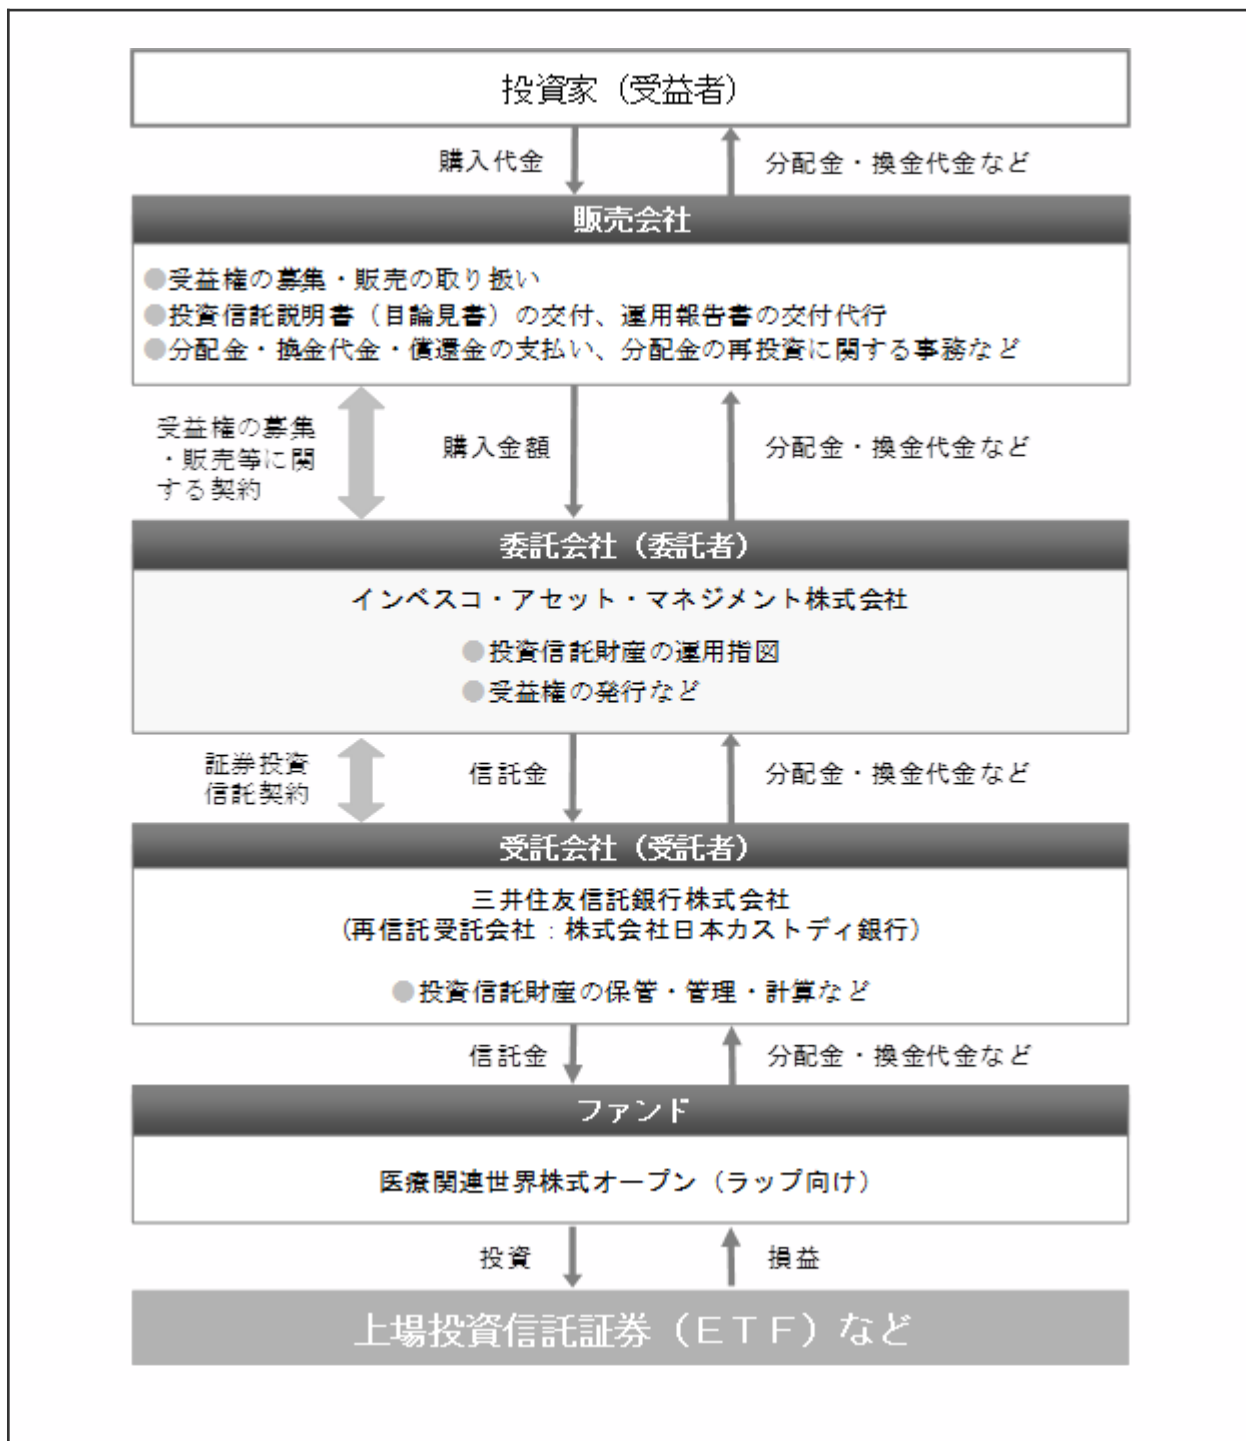 投資家（受益者）
購入代金
分配金・換金代金など
販売会社
●受益権の募集・販売の取り扱い
●投資信託説明書（目論見書）の交付、運用報告書の交付代行
●分配金・換金代金・償還金の支払い、分配金の再投資に関する事務など
受益権の募集
・販売等に関
する契約
購入金額
分配金・換金代金など
委託会社（委託者）
インベスコ・アセット・マネジメント株式会社
●投資信託財産の運用指図
●受益権の発行など
証券投資
信託契約
信託金
分配金・換金代金など
受託会社（受託者）
三井住友信託銀行株式会社
（再信託受託会社：株式会社日本カストディ銀行）
●投資信託財産の保管・管理・計算など
信託金
分配金・換金代金など
ファンド
医療関連世界株式オープン（ラップ向け）
投資
損益
上場投資信託証券（ＥＴＦ）など